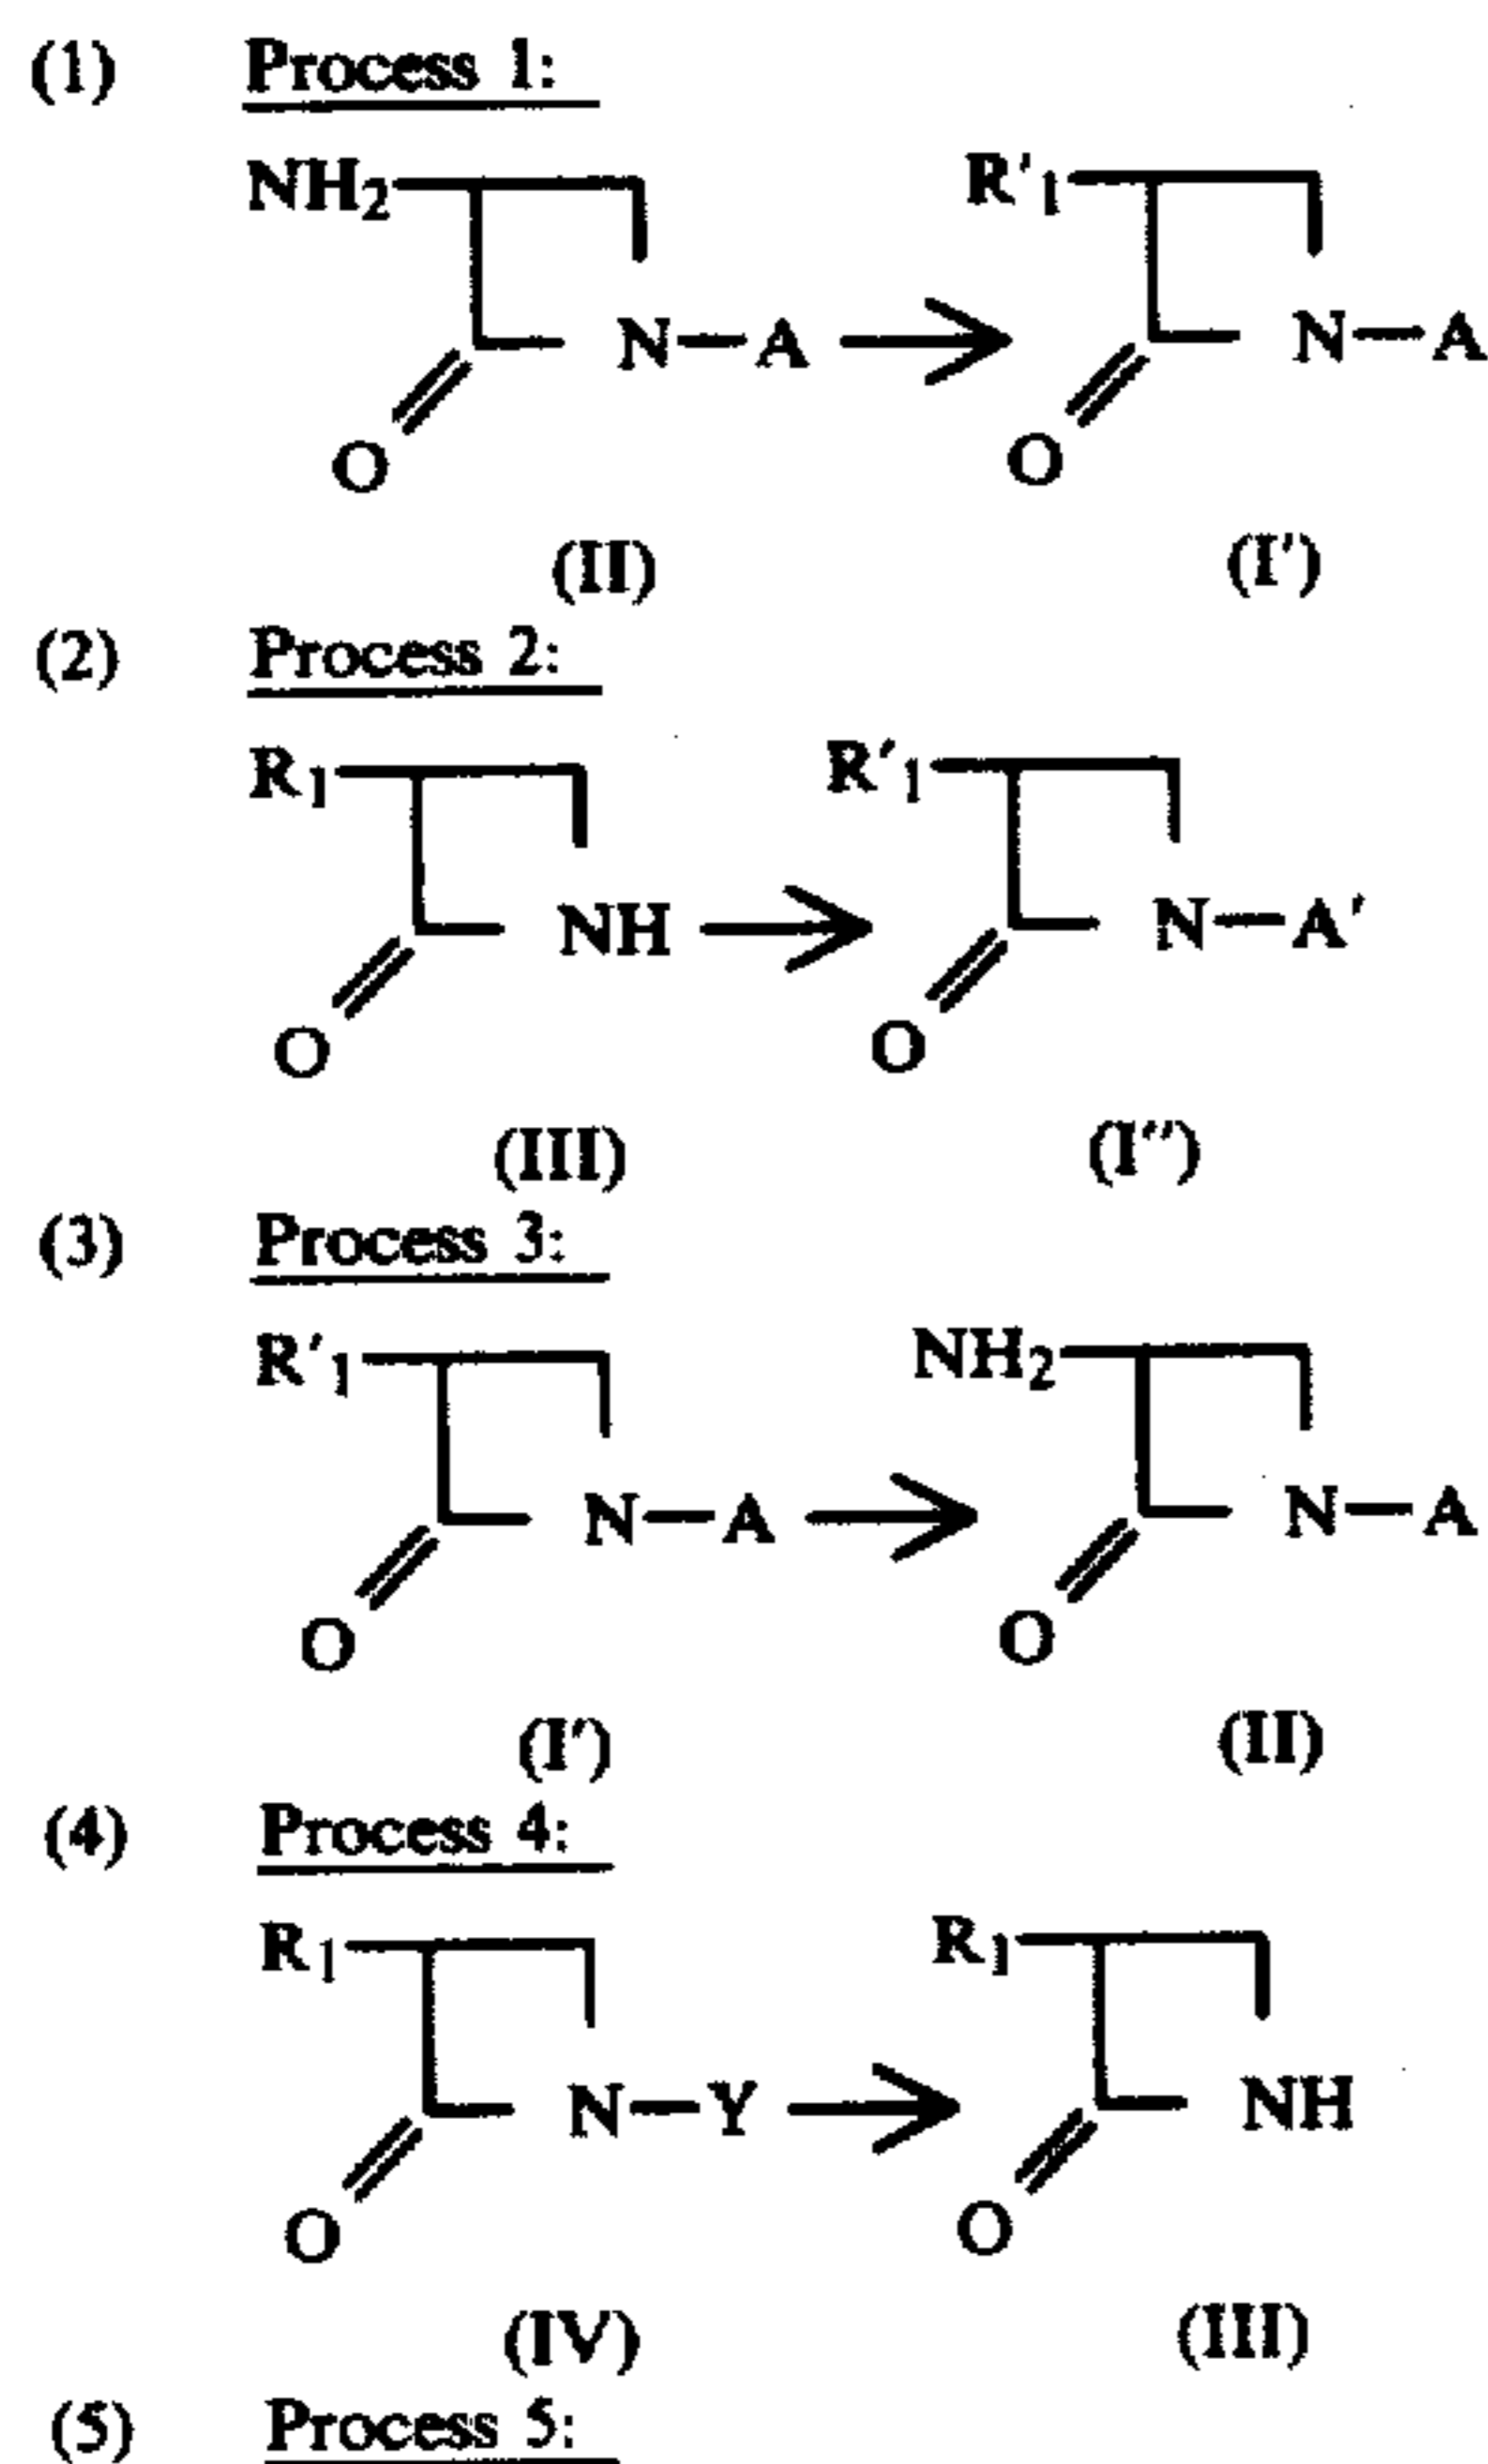 (1) Process 1:
NH2 R'1
N—A N—A
O O
(II) (I')
(2) Process 2:
R1 R'1
NH N—A'
O O
(III) (I'')
(3) Process 3:
R'1 NH2
N—A N—A
O O
(I') (II)
(4) Process 4:
R1 R1
N—Y NH
O O
(IV) (III)
(5) Process 5: